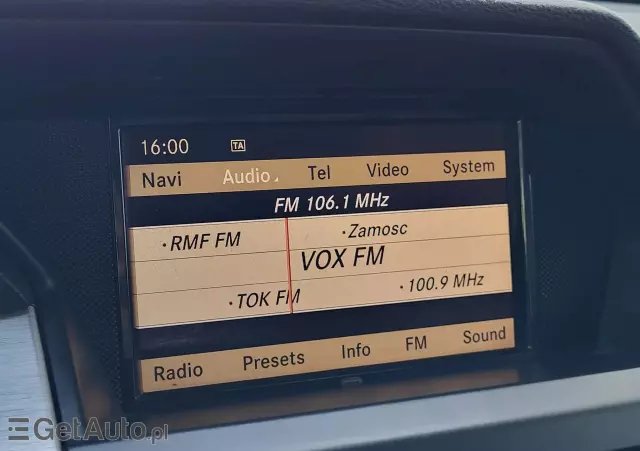 16:00 TA
Navi Audio Tel Video System
FM 106.1 MHz
·RMF FM ·Zamosc
VOX FM
·TOK FM ·100.9 MHz
Radio Presets Info FM Sound
GetAuto.pl